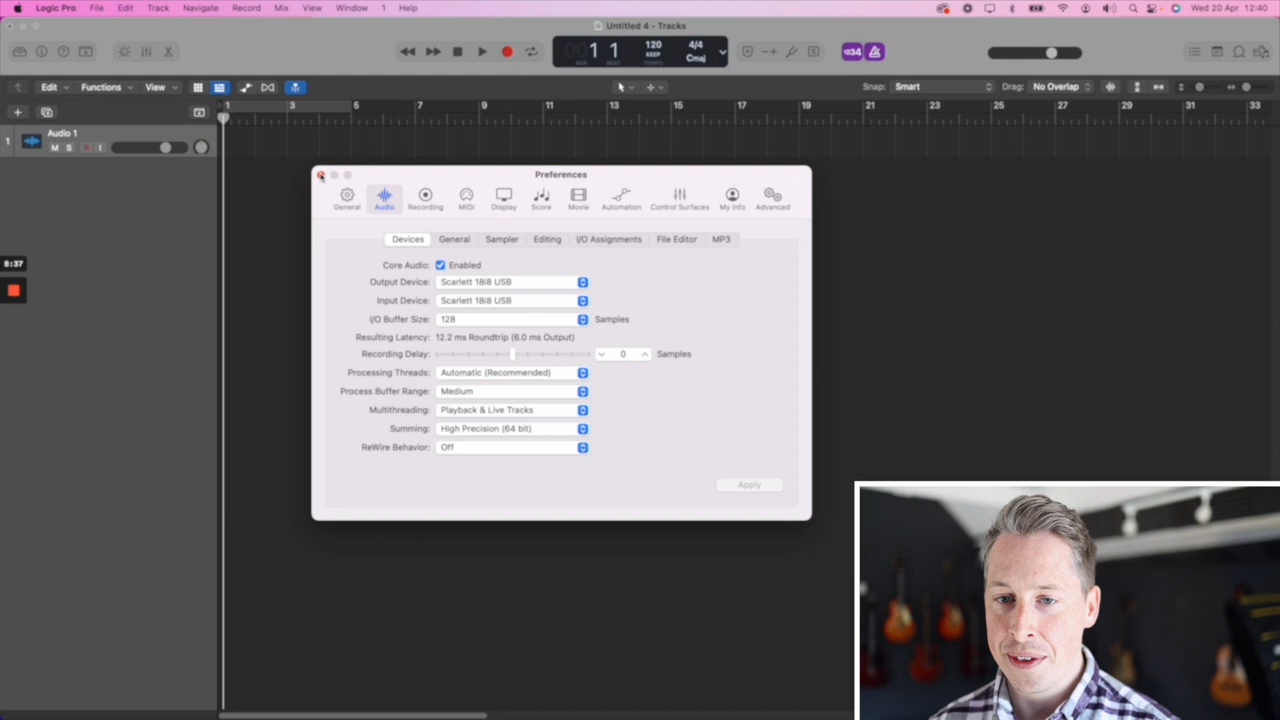 Logic Pro File Edit Track Navigate Record Mix View Window 1 Help Wed 20 Apr 12:40
Untitled 4 - Tracks
1 1 120 4/4
BAR BEAT KEEP TEMPO Cmaj
1234
Edit Functions View Snap: Smart Drag: No Overlap
1 3 5 7 9 11 13 15 17 19 21 23 25 27 29 31 33
1 Audio 1
M S R I
Preferences
General Audio Recording MIDI Display Score Movie Automation Control Surfaces My Info Advanced
Devices General Sampler Editing I/O Assignments File Editor MP3
Core Audio: Enabled
Output Device: Scarlett 18i8 USB
Input Device: Scarlett 18i8 USB
I/O Buffer Size: 128 Samples
Resulting Latency: 12.2 ms Roundtrip (6.0 ms Output)
Recording Delay: 0 Samples
Processing Threads: Automatic (Recommended)
Process Buffer Range: Medium
Multithreading: Playback & Live Tracks
Summing: High Precision (64 bit)
ReWire Behavior: Off
Apply
8:37